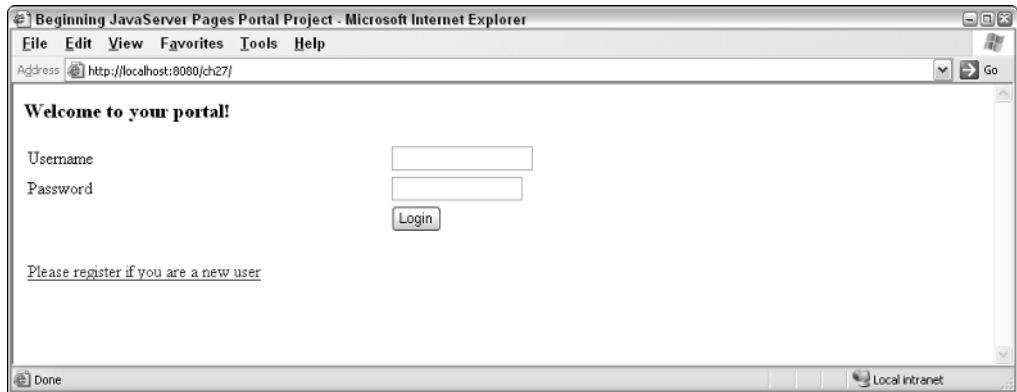 Beginning JavaServer Pages Portal Project - Microsoft Internet Explorer
File Edit View Favorites Tools Help
Address http://localhost:8080/ch27/ Go
Welcome to your portal!
Username
Password
Login
Please register if you are a new user
Done Local intranet